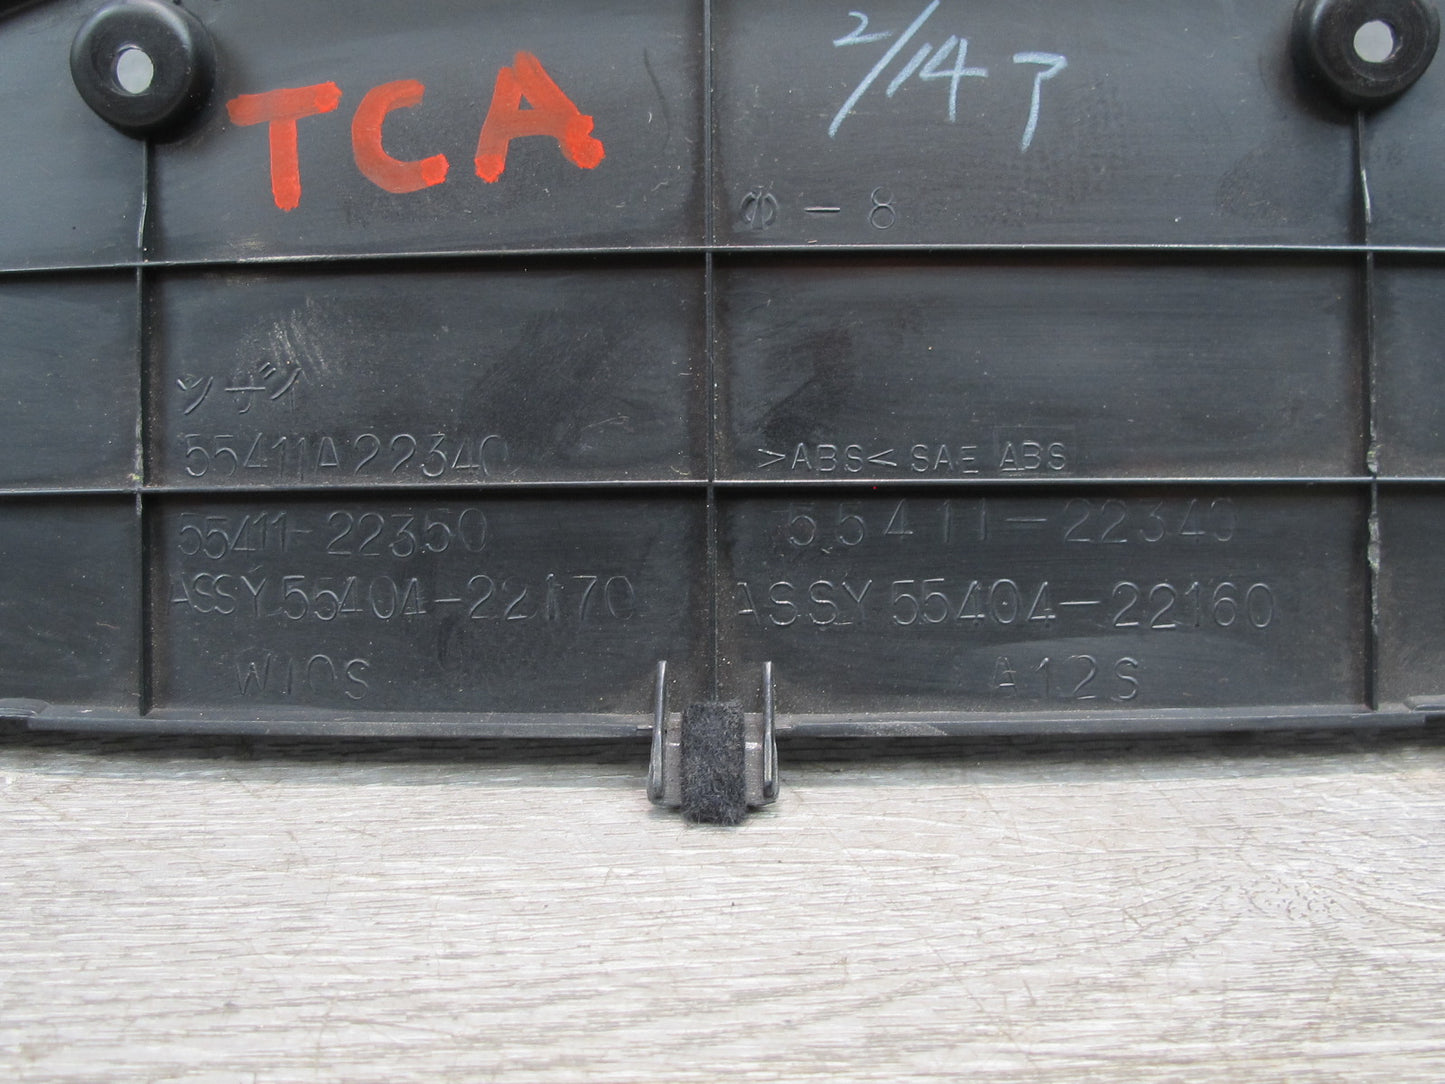 TCA
2/14 ア
中 - 8
ツザイ
55411A22340
>ABS< SAE ABS
55411-22350
55411-22340
ASSY 55404-22170
ASSY 55404-22160
W10S
A12S